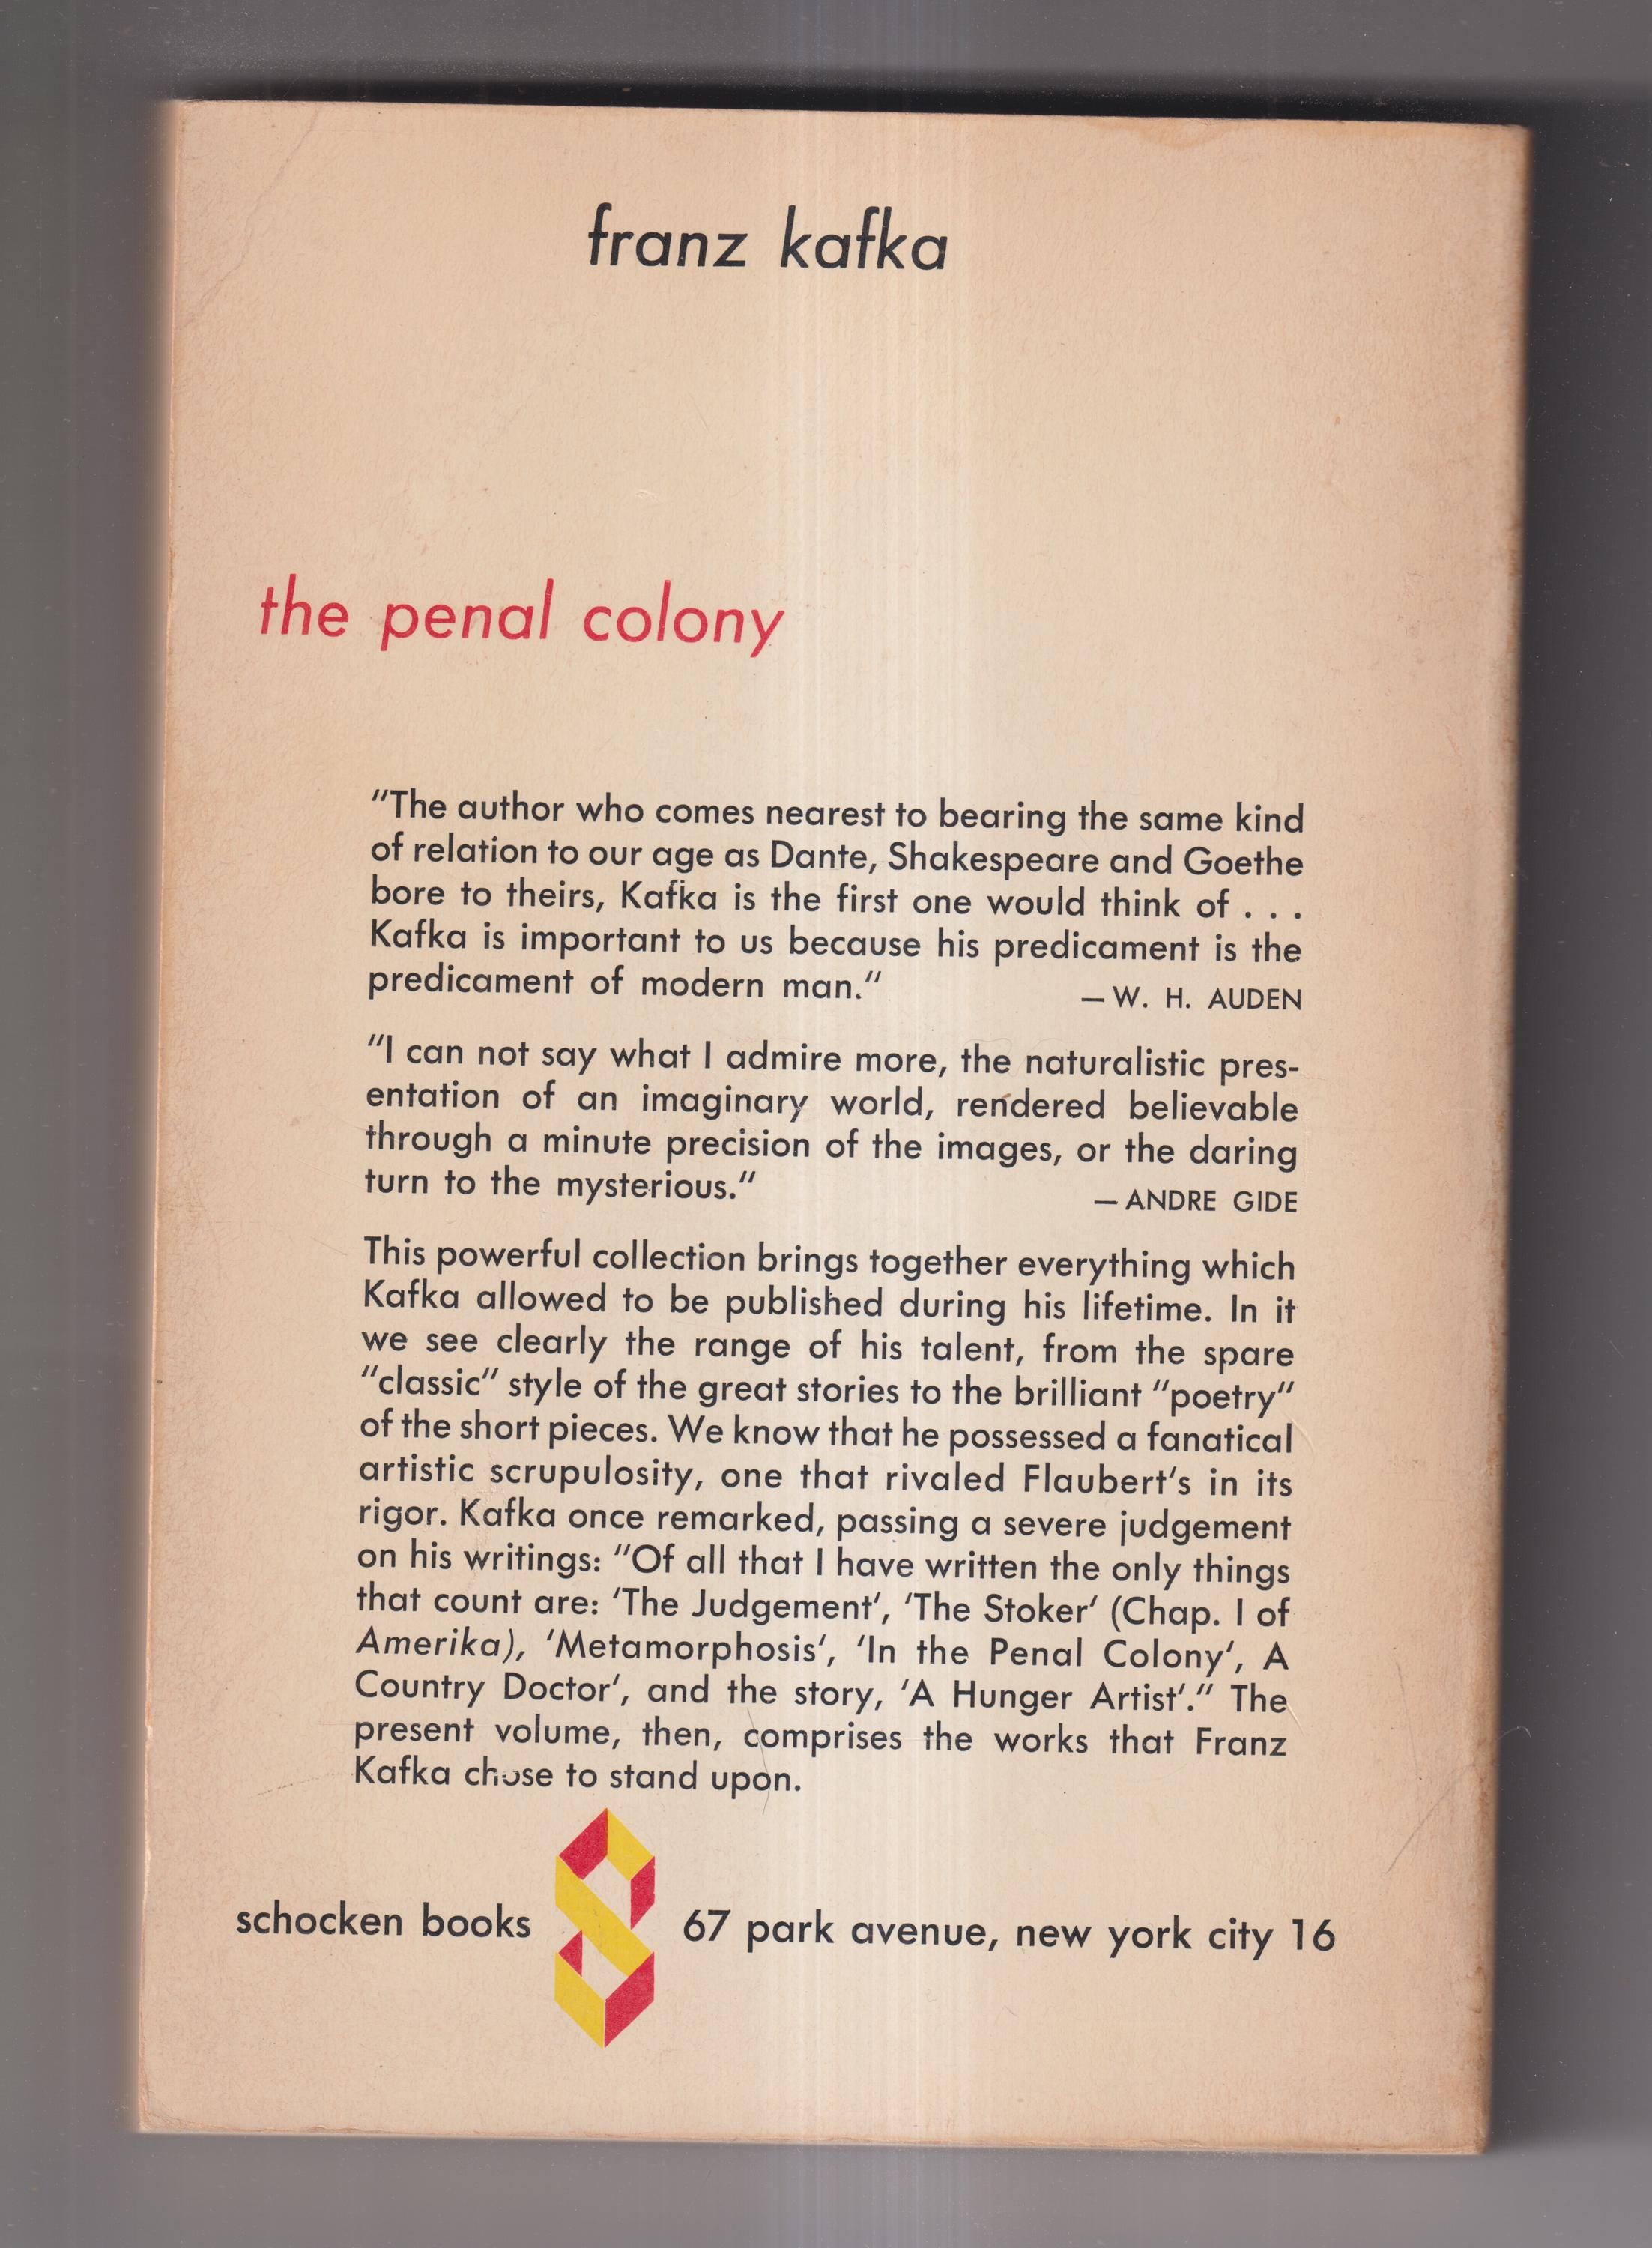 franz kafka
the penal colony
"The author who comes nearest to bearing the same kind
of relation to our age as Dante, Shakespeare and Goethe
bore to theirs, Kafka is the first one would think of . . .
Kafka is important to us because his predicament is the
predicament of modern man."
—W. H. AUDEN
"I can not say what I admire more, the naturalistic pres-
entation of an imaginary world, rendered believable
through a minute precision of the images, or the daring
turn to the mysterious."
—ANDRE GIDE
This powerful collection brings together everything which
Kafka allowed to be published during his lifetime. In it
we see clearly the range of his talent, from the spare
"classic" style of the great stories to the brilliant "poetry"
of the short pieces. We know that he possessed a fanatical
artistic scrupulosity, one that rivaled Flaubert's in its
rigor. Kafka once remarked, passing a severe judgement
on his writings: "Of all that I have written the only things
that count are: 'The Judgement', 'The Stoker' (Chap. I of
Amerika), 'Metamorphosis', 'In the Penal Colony', A
Country Doctor', and the story, 'A Hunger Artist'." The
present volume, then, comprises the works that Franz
Kafka chose to stand upon.
schocken books 67 park avenue, new york city 16